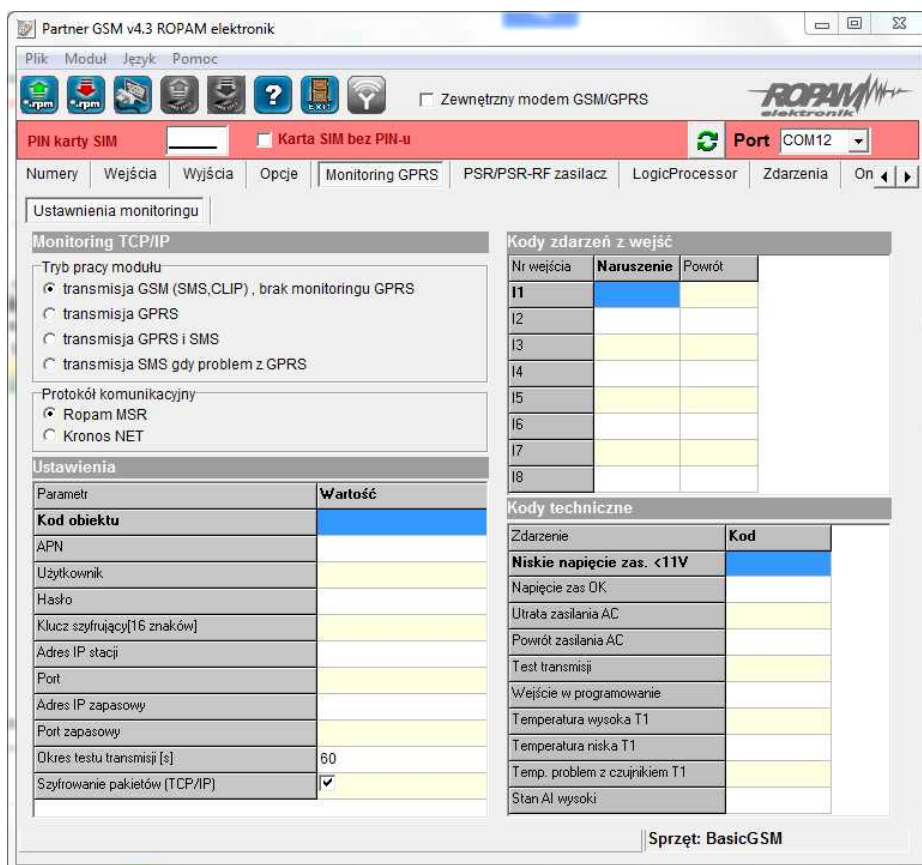 Partner GSM v4.3 ROPAM elektronik
Plik Moduł Język Pomoc
*.rpm *.rpm ? EXIT Zewnętrzny modem GSM/GPRS ROPAM elektronik
PIN karty SIM Karta SIM bez PIN-u Port COM12
Numery Wejścia Wyjścia Opcje Monitoring GPRS PSR/PSR-RF zasilacz LogicProcessor Zdarzenia On
Ustawnienia monitoringu
Monitoring TCP/IP
Tryb pracy modułu
transmisja GSM (SMS,CLIP) , brak monitoringu GPRS
transmisja GPRS
transmisja GPRS i SMS
transmisja SMS gdy problem z GPRS
Protokół komunikacyjny
Ropam MSR
Kronos NET
Ustawienia
Parametr Wartość
Kod obiektu
APN
Użytkownik
Hasło
Klucz szyfrujący[16 znaków]
Adres IP stacji
Port
Adres IP zapasowy
Port zapasowy
Okres testu transmisji [s] 60
Szyfrowanie pakietów (TCP/IP)
Kody zdarzeń z wejść
Nr wejścia Naruszenie Powrót
I1
I2
I3
I4
I5
I6
I7
I8
Kody techniczne
Zdarzenie Kod
Niskie napięcie zas. <11V
Napięcie zas OK
Utrata zasilania AC
Powrót zasilania AC
Test transmisji
Wejście w programowanie
Temperatura wysoka T1
Temperatura niska T1
Temp. problem z czujnikiem T1
Stan AI wysoki
Sprzęt: BasicGSM